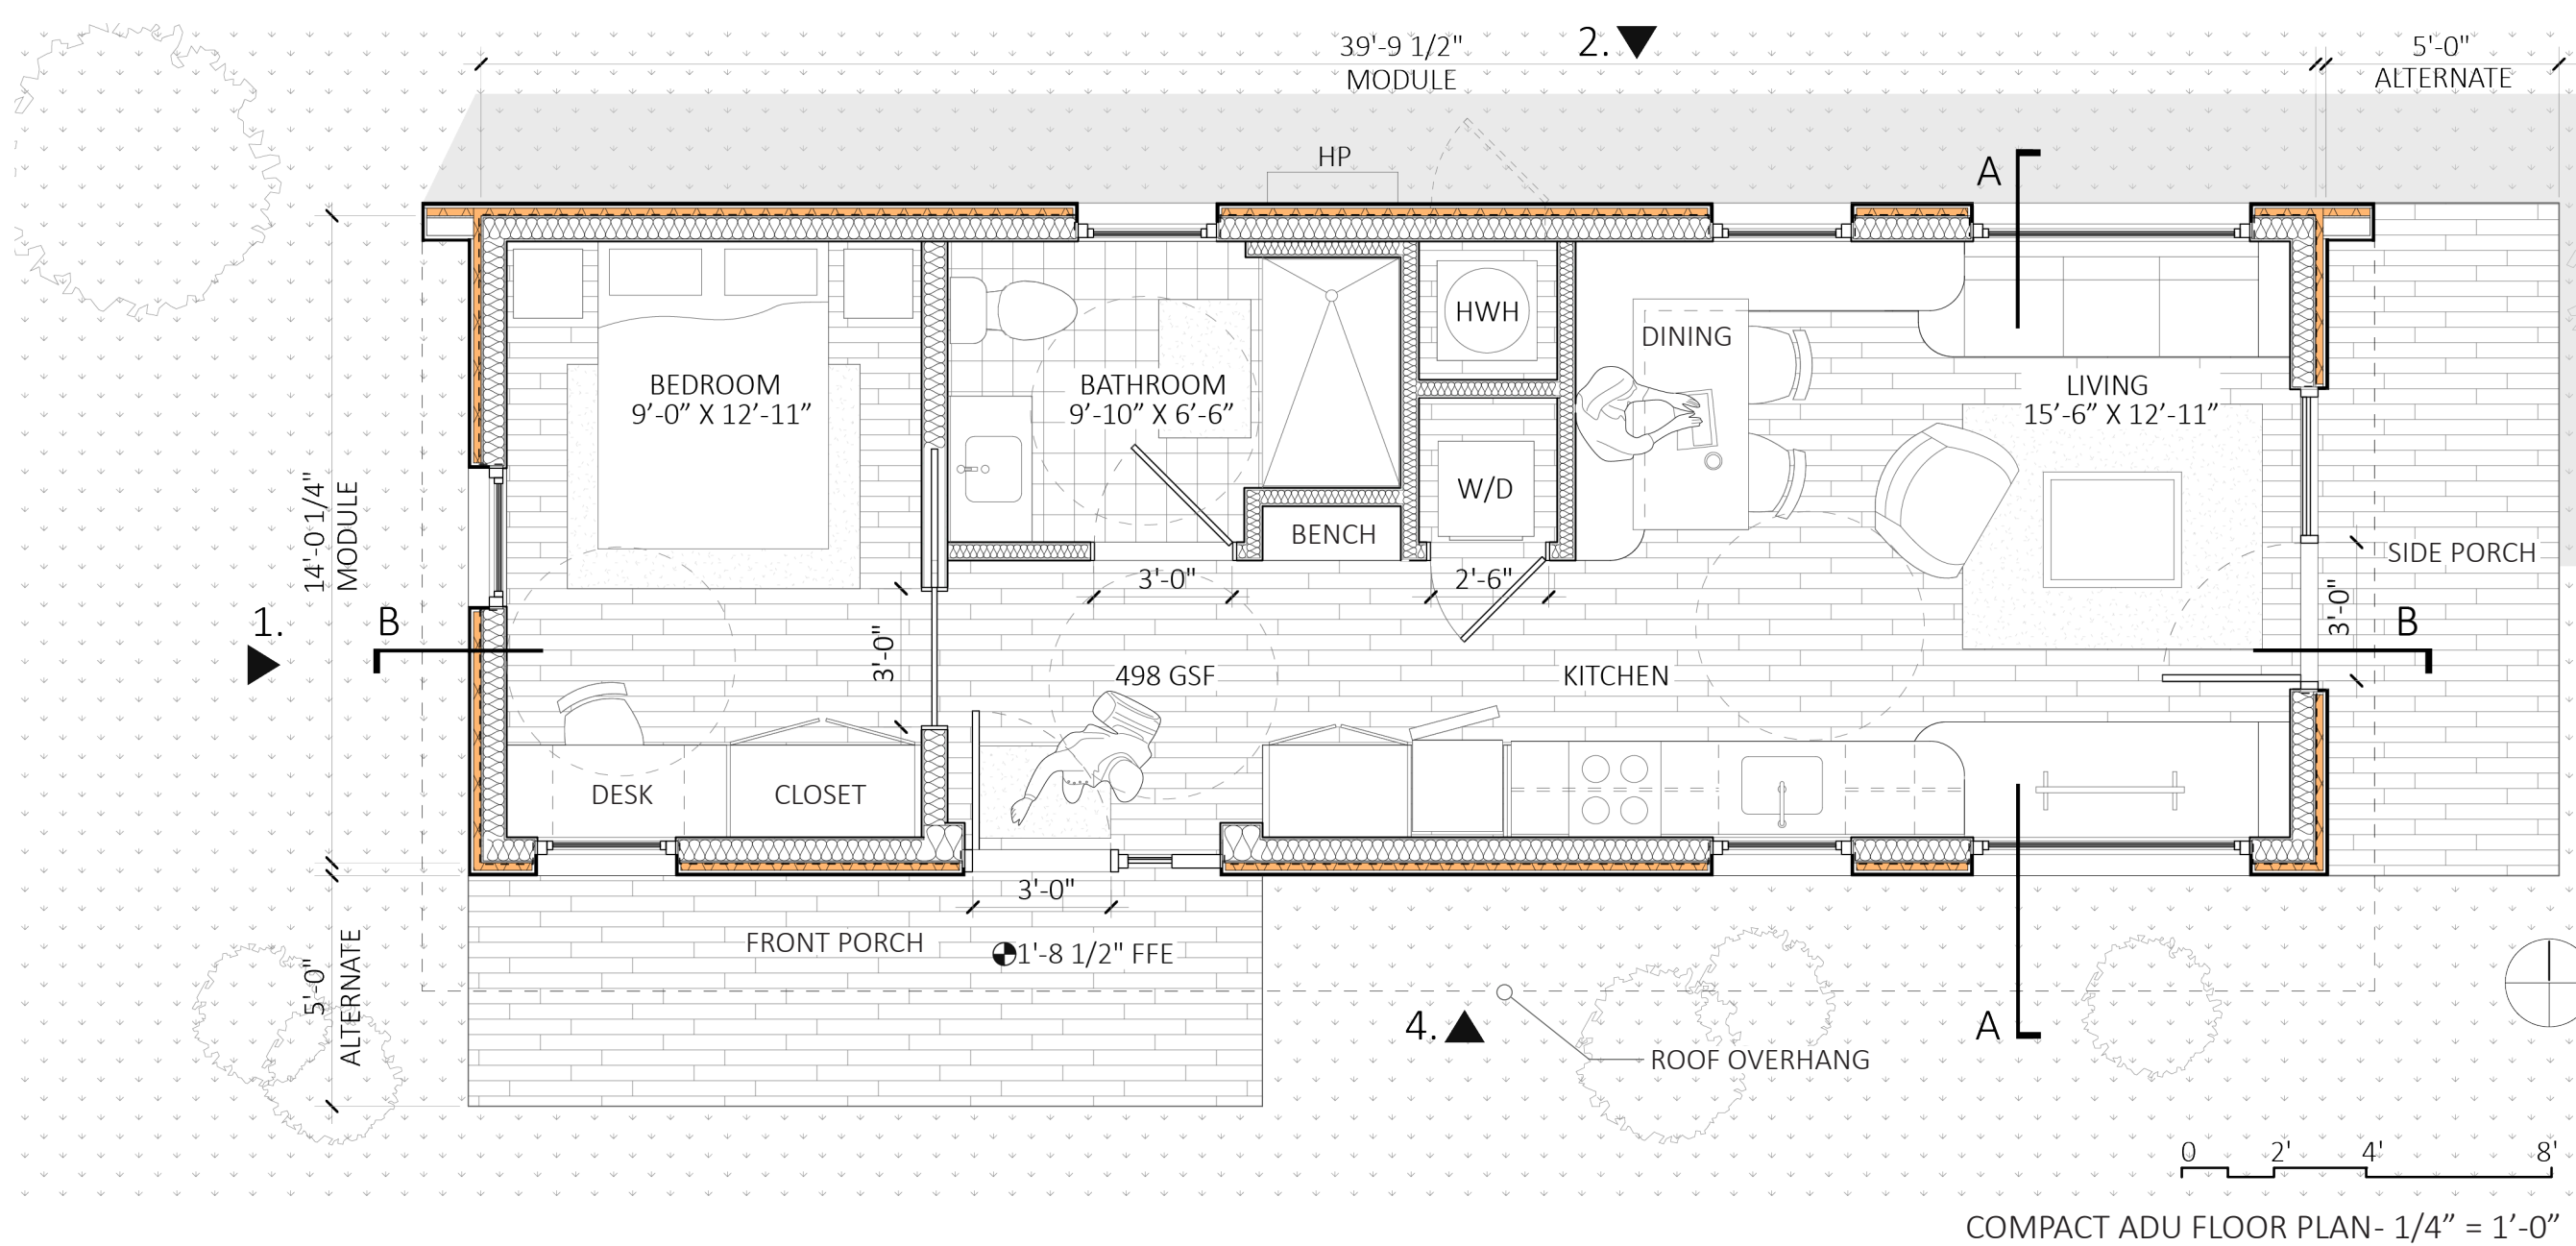 39'-9 1/2"
MODULE
2.
5'-0"
ALTERNATE
HP
A
HWH
DINING
BEDROOM
9’-0” X 12’-11”
BATHROOM
9’-10” X 6’-6”
LIVING
15’-6” X 12’-11”
W/D
BENCH
14'-0 1/4"
MODULE
SIDE PORCH
3'-0"
2'-6"
3'-0"
1.
B
B
3'-0"
498 GSF
KITCHEN
DESK
CLOSET
3'-0"
FRONT PORCH
1'-8 1/2" FFE
5'-0"
ALTERNATE
4.
A
ROOF OVERHANG
0 2' 4' 8'
COMPACT ADU FLOOR PLAN- 1/4” = 1’-0”